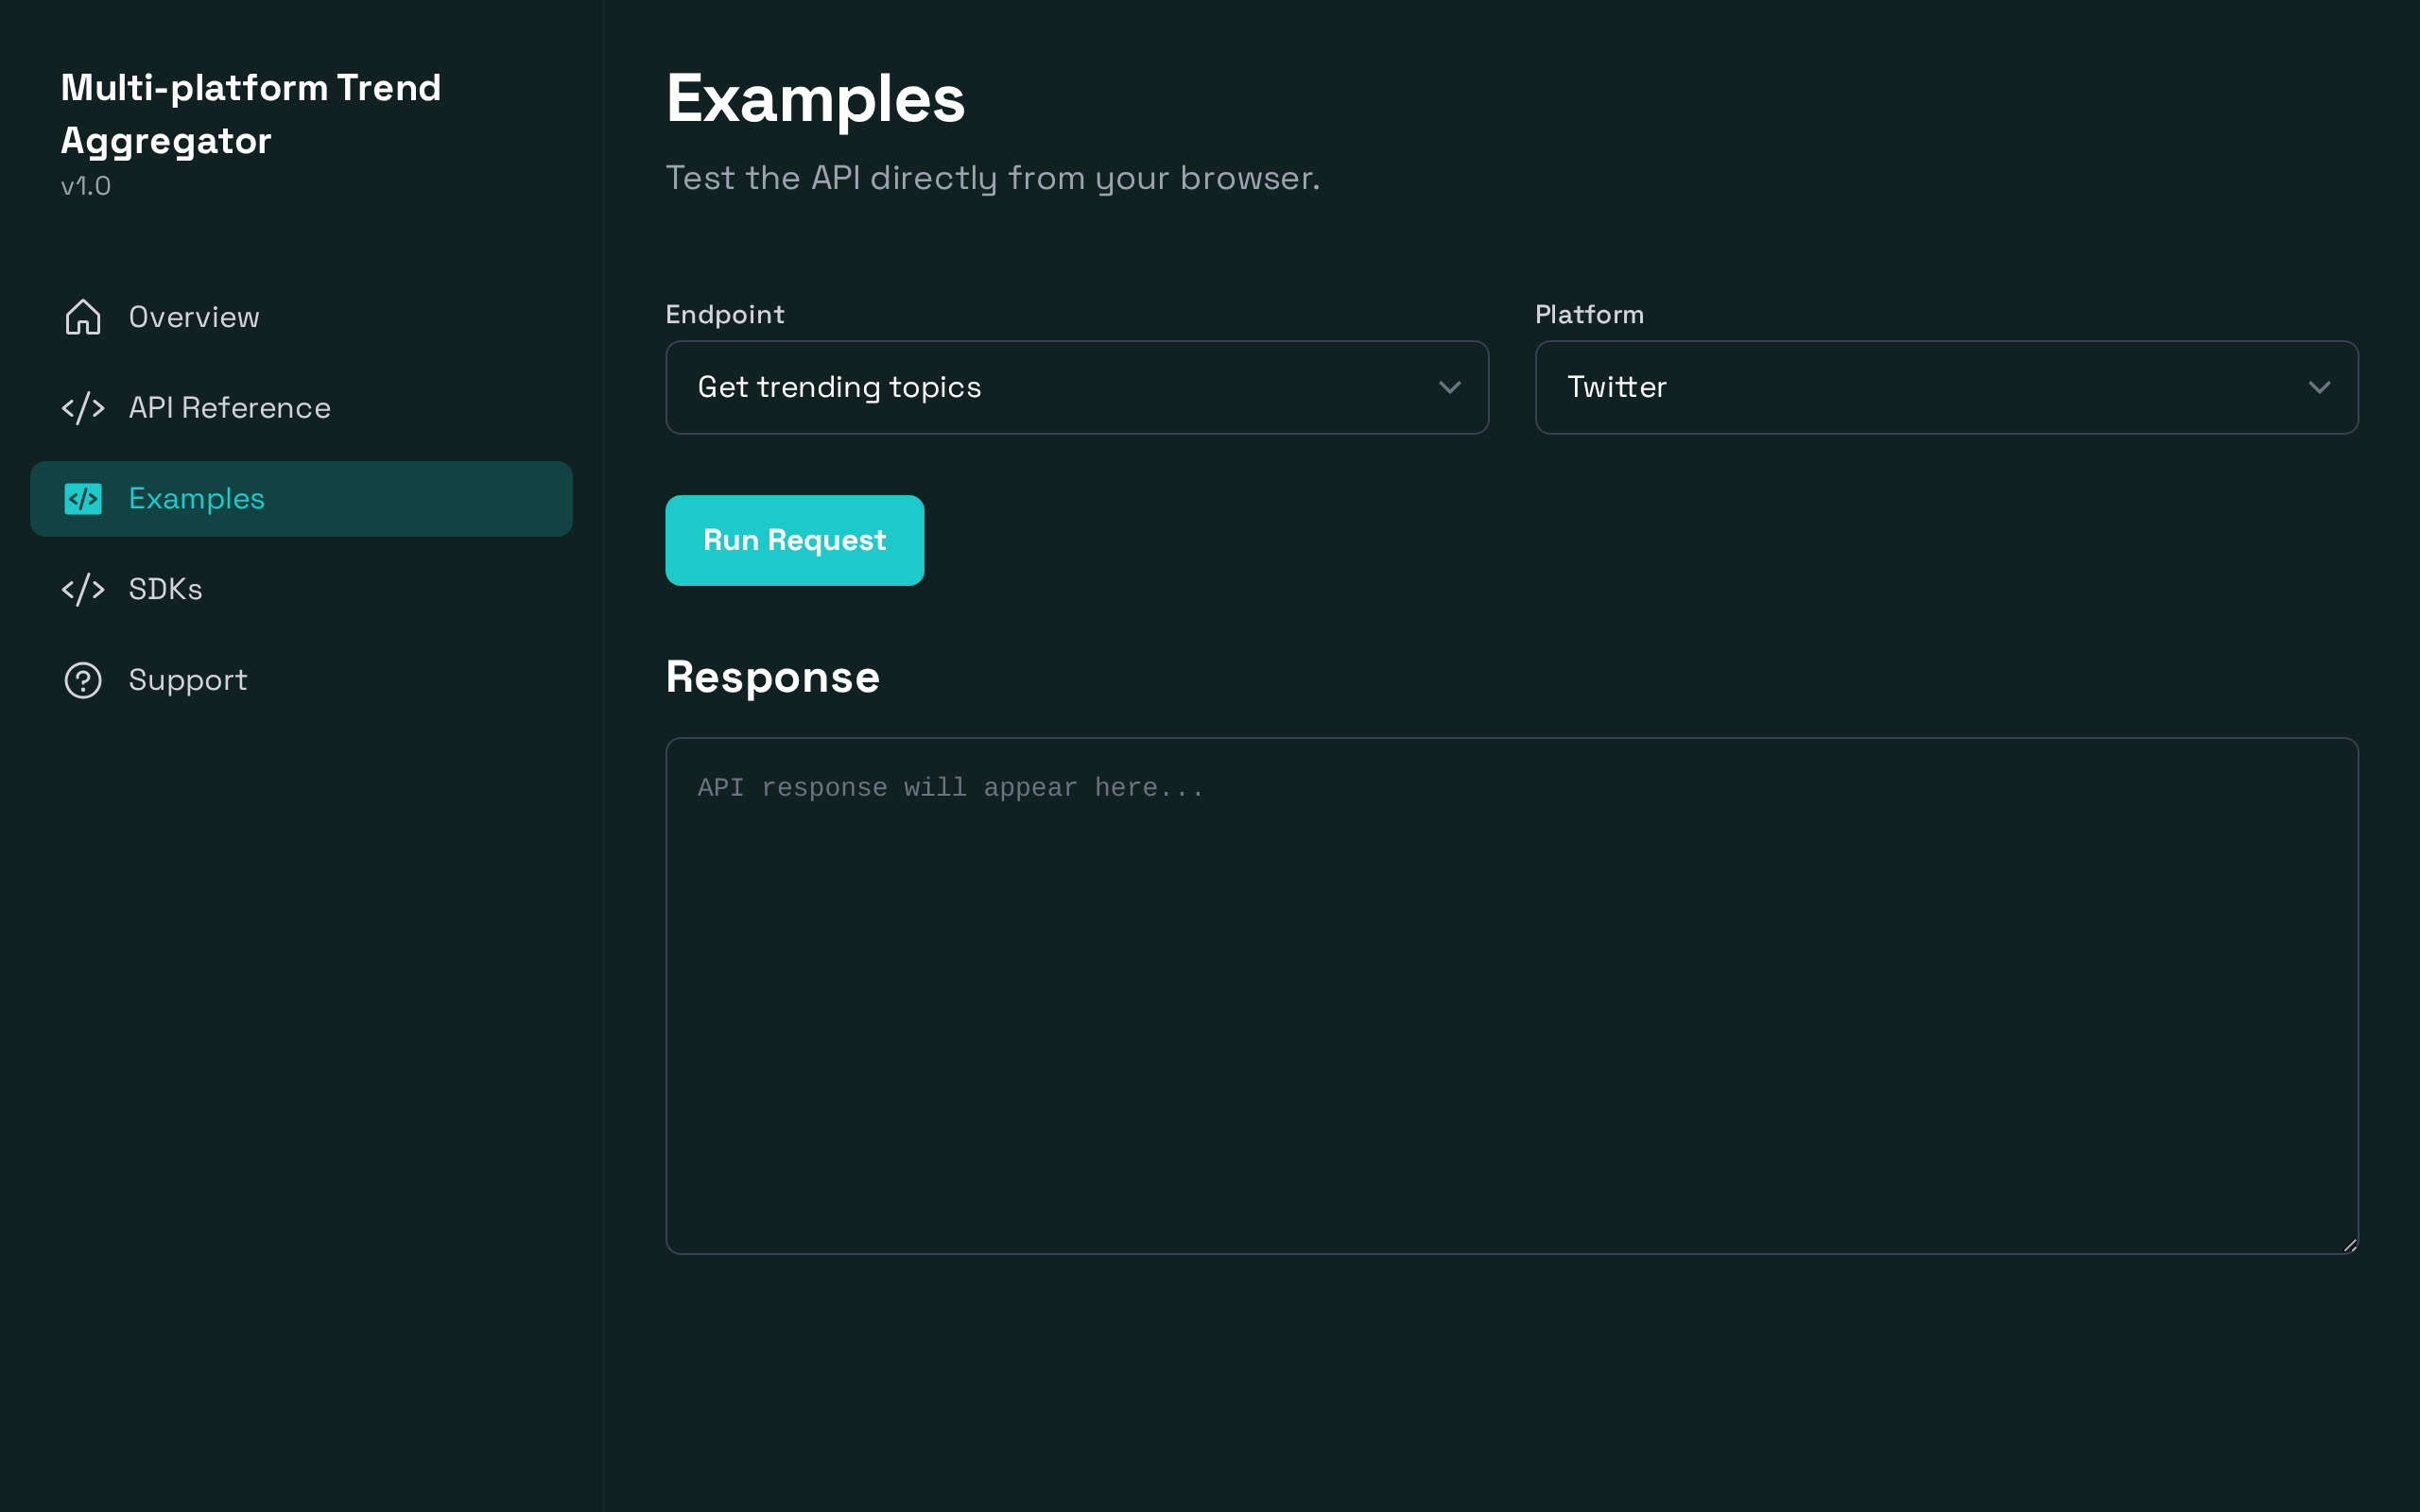 Multi-platform Trend
Aggregator
v1.0
Overview
API Reference
Examples
SDKs
Support
Examples
Test the API directly from your browser.
Endpoint
Get trending topics
Platform
Twitter
Run Request
Response
API response will appear here...